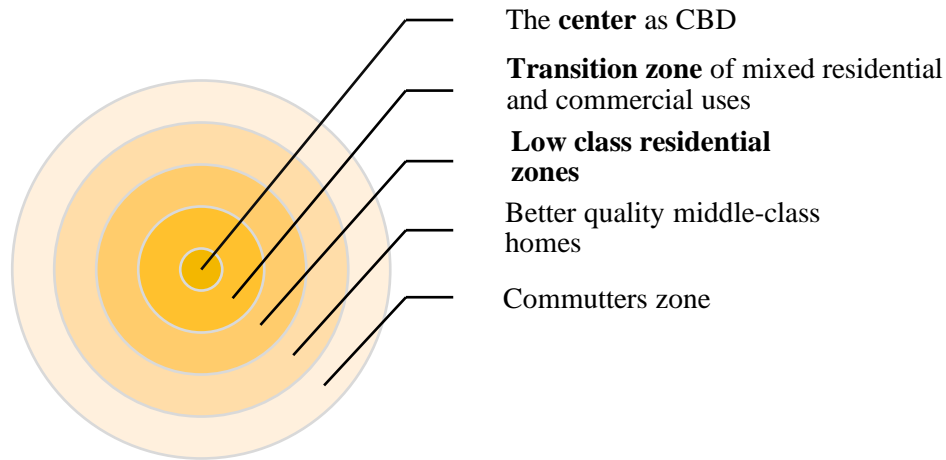 The center as CBD
Transition zone of mixed residential
and commercial uses
Low class residential
zones
Better quality middle-class
homes
Commutters zone